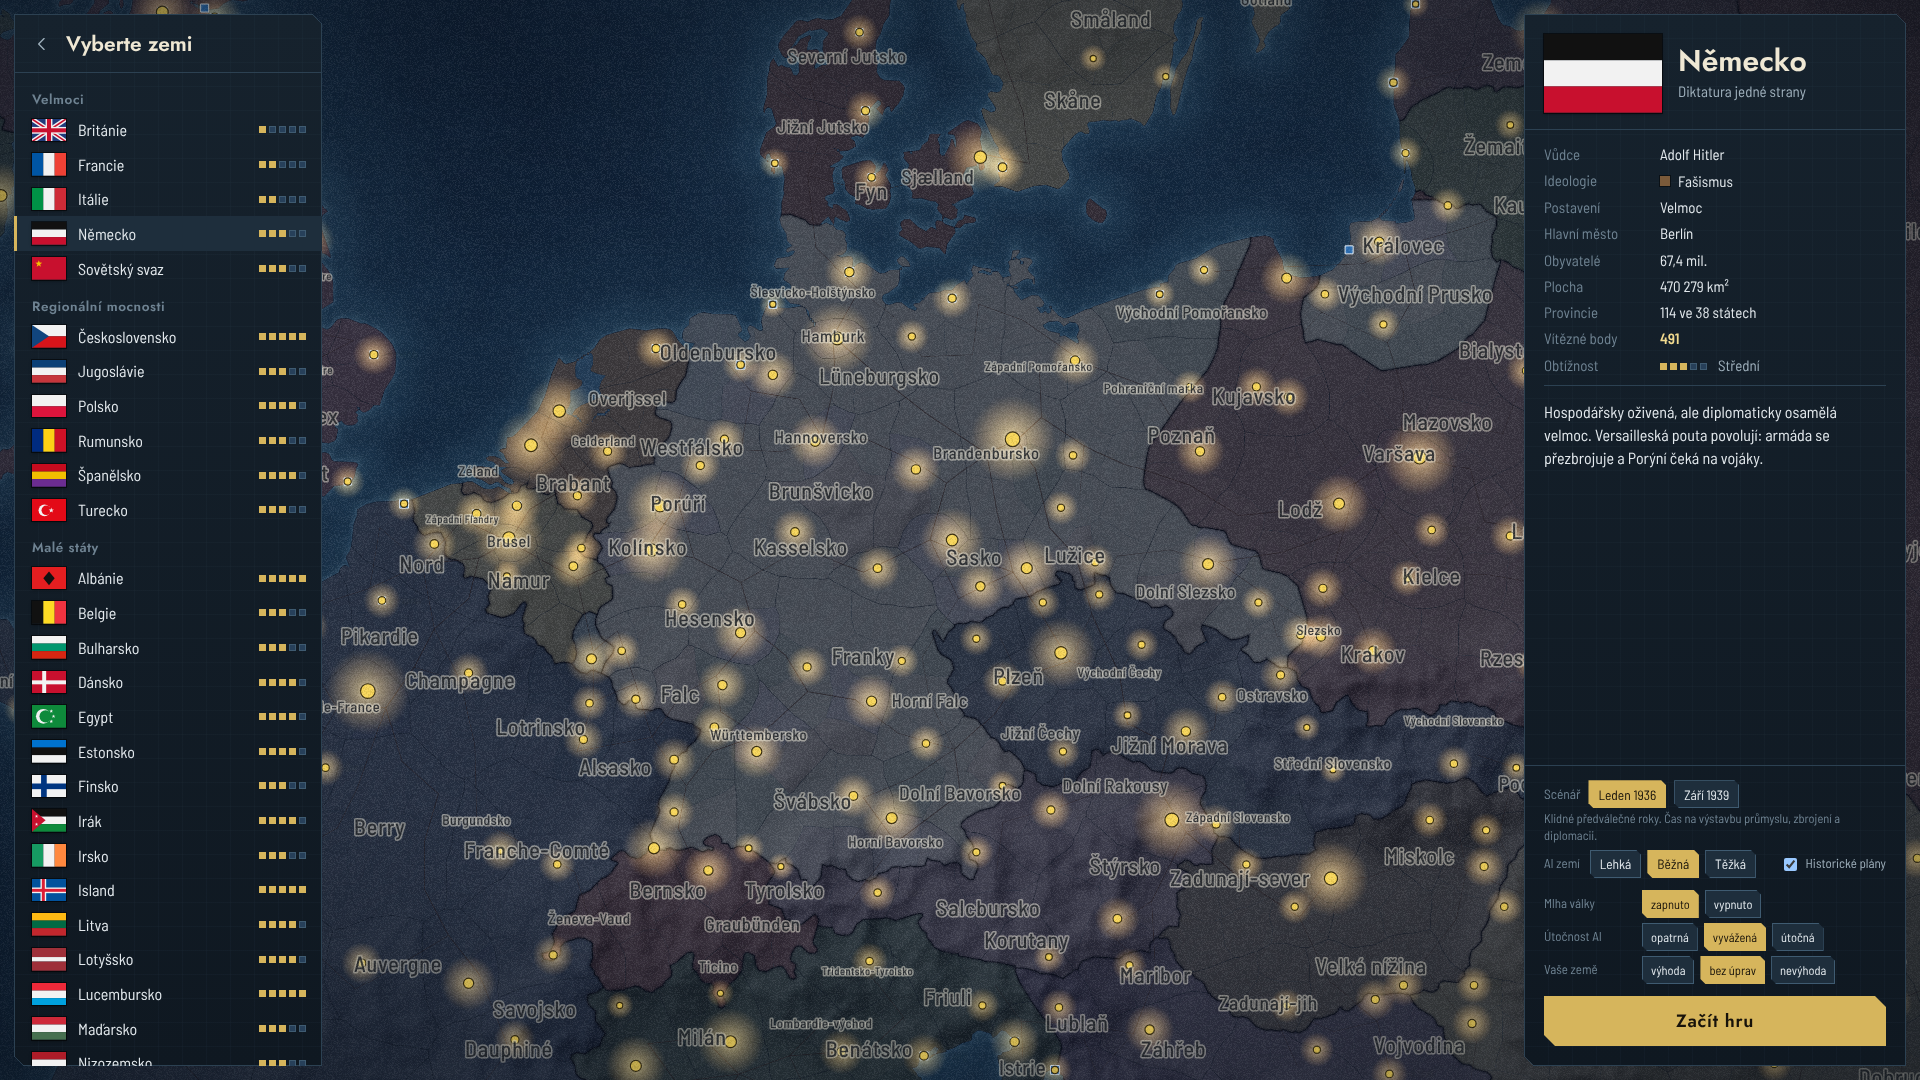 Vyberte zemi
Velmoci
Británie
Francie
Itálie
Německo
Sovětský svaz
Regionální mocnosti
Československo
Jugoslávie
Polsko
Rumunsko
Španělsko
Turecko
Malé státy
Albánie
Belgie
Bulharsko
Dánsko
Egypt
Estonsko
Finsko
Irák
Irsko
Island
Litva
Lotyšsko
Lucembursko
Maďarsko
Nizozemsko
Småland
Severní Jutsko
Skåne
Jižní Jutsko
Sjælland
Fyn
Královec
Šlesvicko-Holštýnsko
Východní Prusko
Východní Pomořansko
Hamburk
Oldenbursko
Západní Pomořansko
Lüneburgsko
Pohraniční marka
Kujavsko
Overijssel
Mazovsko
Gelderland
Westfálsko
Hannoversko
Poznaň
Brandenbursko
Varšava
Zéland
Brabant
Brunšvicko
Porúří
Lodž
Západní Flandry
Brusel
Kolínsko
Kasselsko
Sasko
Lužice
Nord
Namur
Kielce
Dolní Slezsko
Hesensko
Slezsko
Pikardie
Franky
Krakov
Plzeň
Východní Čechy
Champagne
Falc
Horní Falc
Ostravsko
Lotrinsko
Württembersko
Jižní Čechy
Jižní Morava
Východní Slovensko
Alsasko
Střední Slovensko
Dolní Rakousy
Dolní Bavorsko
Švábsko
Burgundsko
Západní Slovensko
Berry
Horní Bavorsko
Franche-Comté
Miskolc
Štýrsko
Zadunají-sever
Bernsko
Tyrolsko
Salcbursko
Ženeva-Vaud
Graubünden
Korutany
Auvergne
Ticino
Tridentsko-Tyrolsko
Maribor
Velká nížina
Friuli
Zadunají-jih
Savojsko
Lombardie-východ
Lublaň
Milán
Dauphiné
Benátsko
Záhřeb
Vojvodina
Istrie
Německo
Diktatura jedné strany
Vůdce Adolf Hitler
Ideologie Fašismus
Postavení Velmoc
Hlavní město Berlín
Obyvatelé 67,4 mil.
Plocha 470 279 km²
Provincie 114 ve 38 státech
Vítězné body 491
Obtížnost Střední
Hospodářsky oživená, ale diplomaticky osamělá
velmoc. Versailleská pouta povolují: armáda se
přezbrojuje a Porýní čeká na vojáky.
Scénář Leden 1936 Září 1939
Klidné předválečné roky. Čas na výstavbu průmyslu, zbrojení a
diplomacii.
AI zemí Lehká Běžná Těžká Historické plány
Mlha války zapnuto vypnuto
Útočnost AI opatrná vyvážená útočná
Vaše země výhoda bez úprav nevýhoda
Začít hru